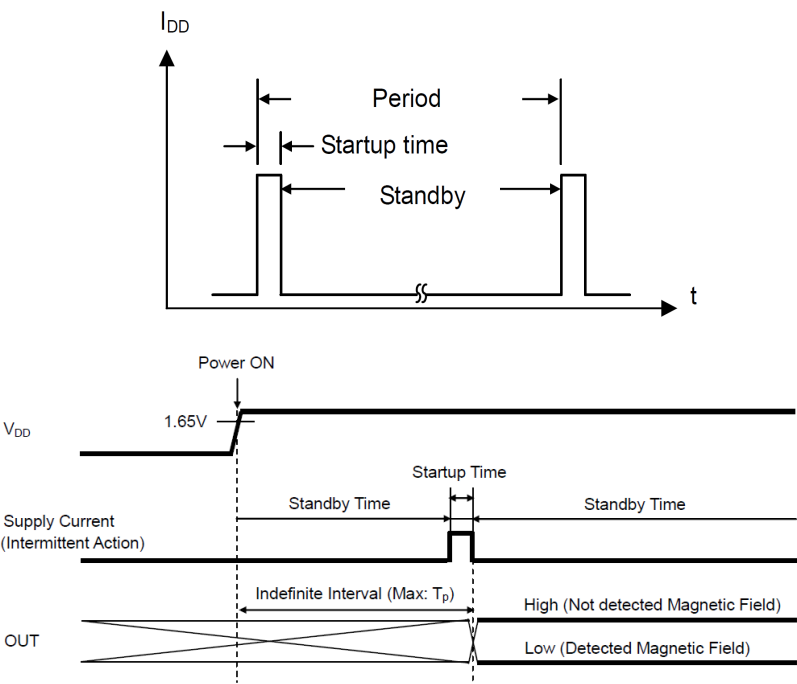 IDD
Period
Startup time
Standby
t
Power ON
1.65V
VDD
Startup Time
Standby Time
Standby Time
Supply Current
(Intermittent Action)
Indefinite Interval (Max: Tp)
High (Not detected Magnetic Field)
OUT
Low (Detected Magnetic Field)